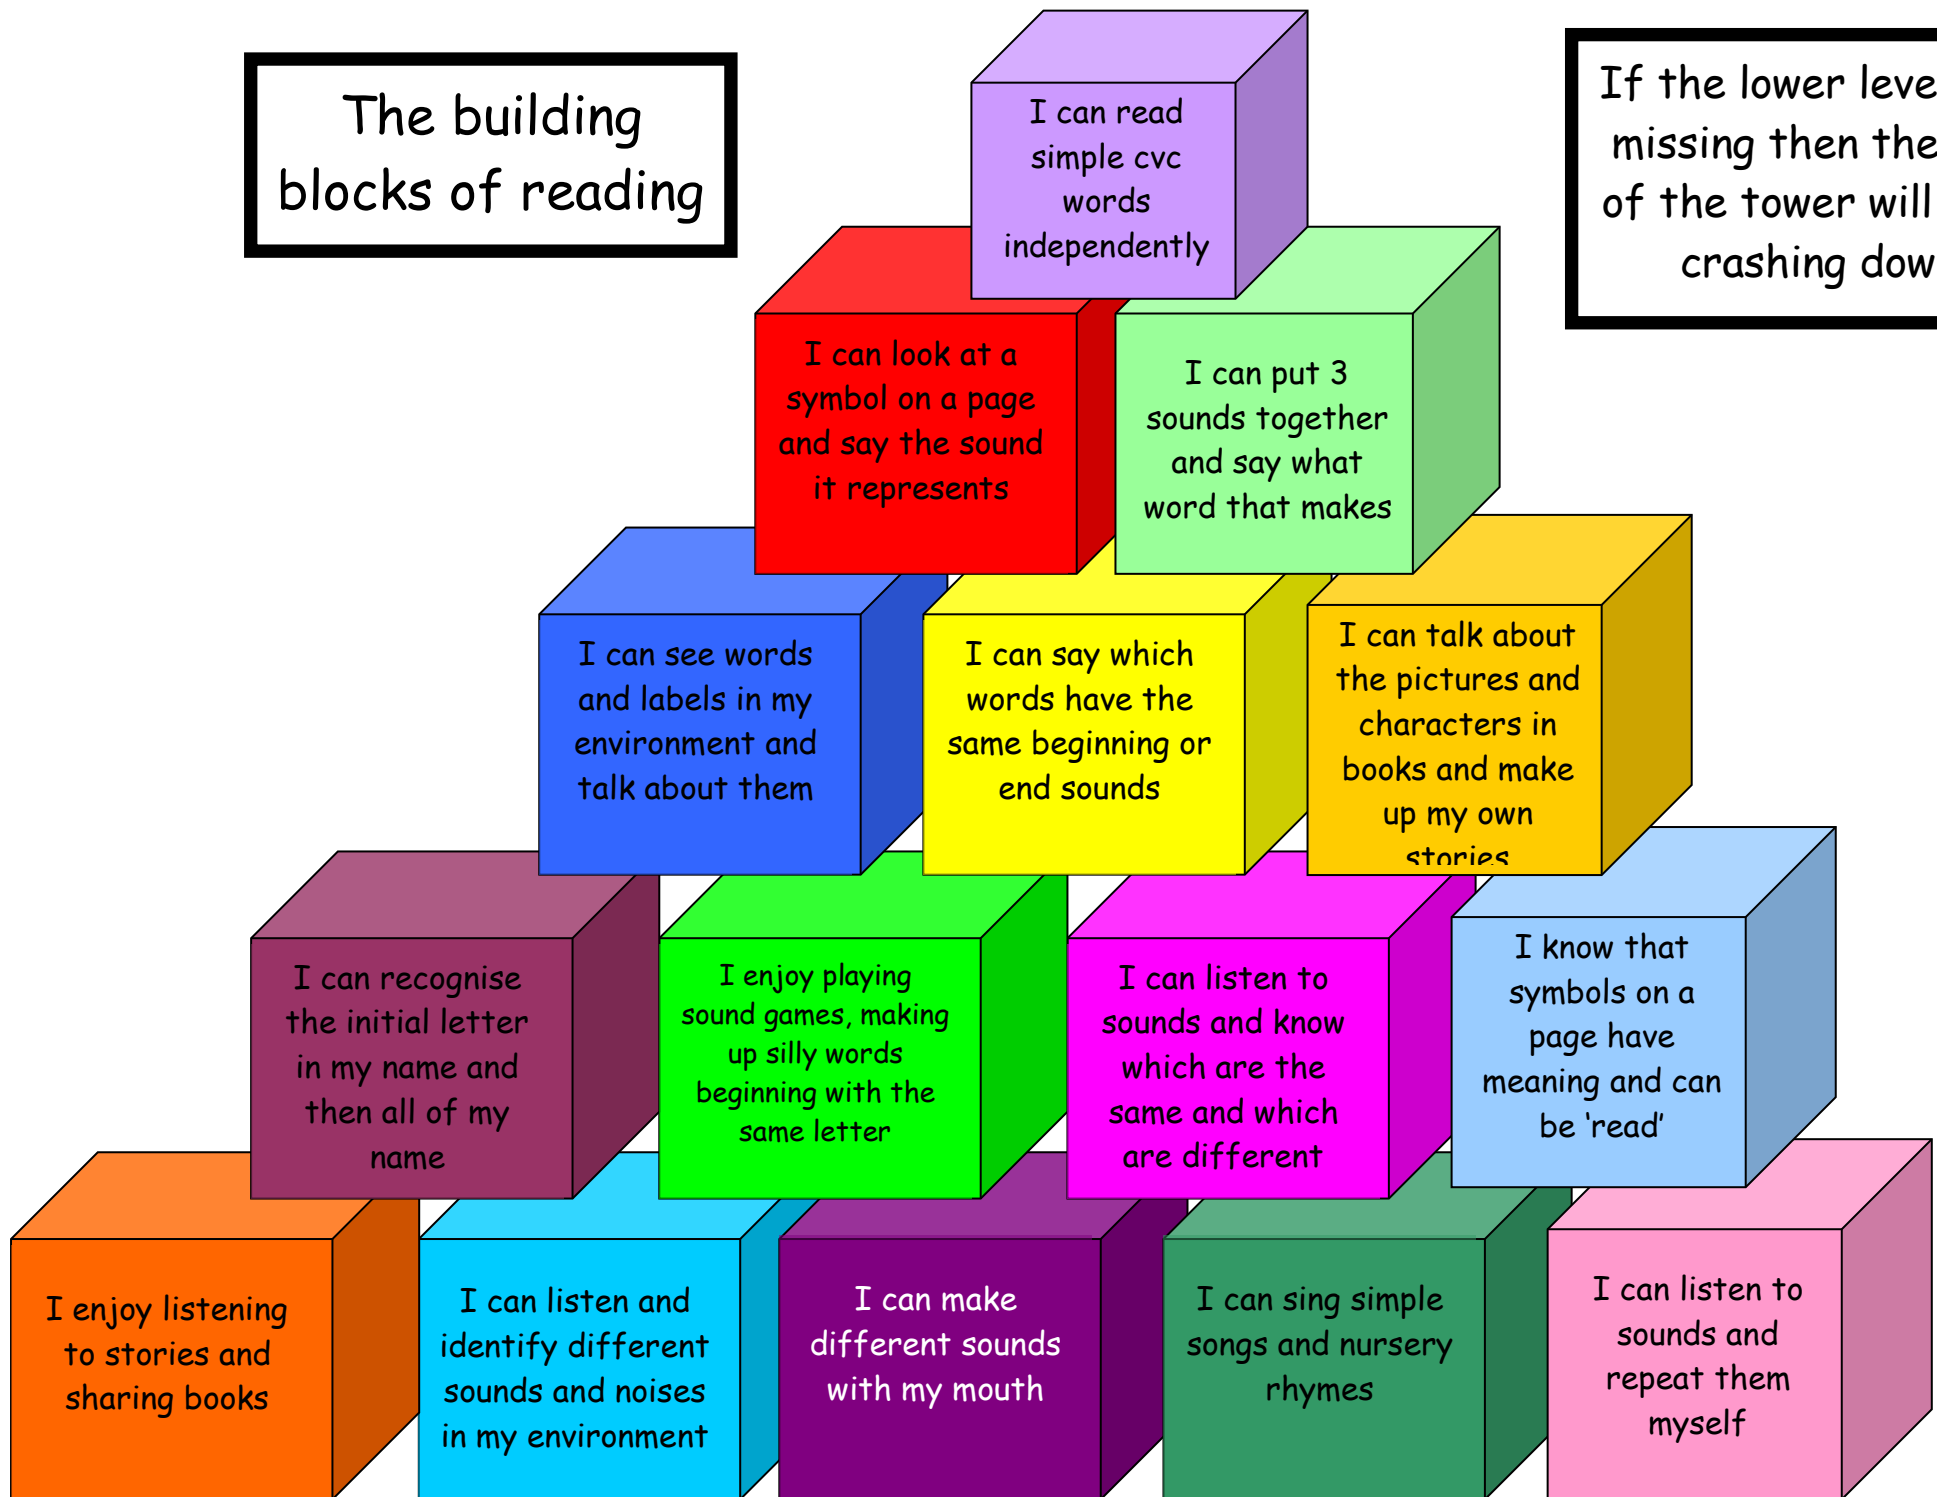 The building
blocks of reading
If the lower leve
missing then the
of the tower will
crashing dow
I can read
simple cvc
words
independently
I can look at a
symbol on a page
and say the sound
it represents
I can put 3
sounds together
and say what
word that makes
I can see words
and labels in my
environment and
talk about them
I can say which
words have the
same beginning or
end sounds
I can talk about
the pictures and
characters in
books and make
up my own
stories
I can recognise
the initial letter
in my name and
then all of my
name
I enjoy playing
sound games, making
up silly words
beginning with the
same letter
I can listen to
sounds and know
which are the
same and which
are different
I know that
symbols on a
page have
meaning and can
be ‘read’
I enjoy listening
to stories and
sharing books
I can listen and
identify different
sounds and noises
in my environment
I can make
different sounds
with my mouth
I can sing simple
songs and nursery
rhymes
I can listen to
sounds and
repeat them
myself